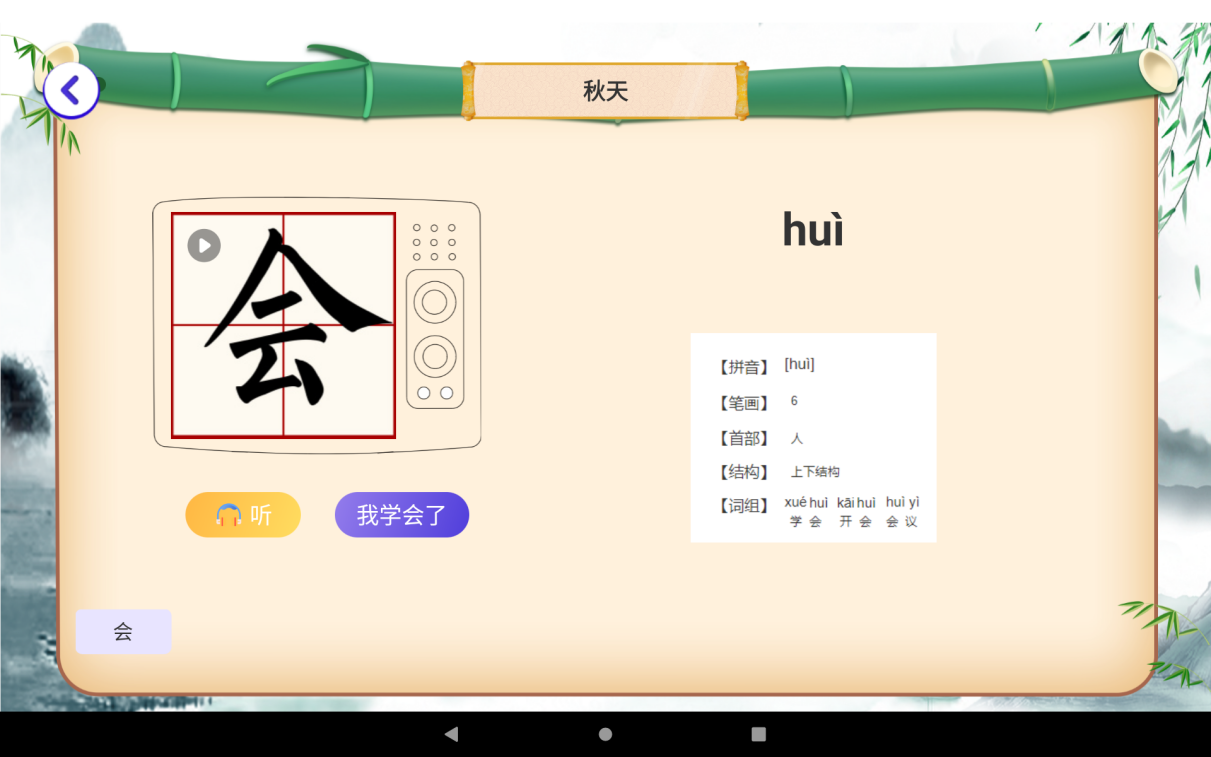 秋天
会
huì
【拼音】 [huì]
【笔画】 6
【首部】 人
【结构】 上下结构
【词组】 xué huì kāi huì huì yì
学 会 开 会 会 议
听
我学会了
会